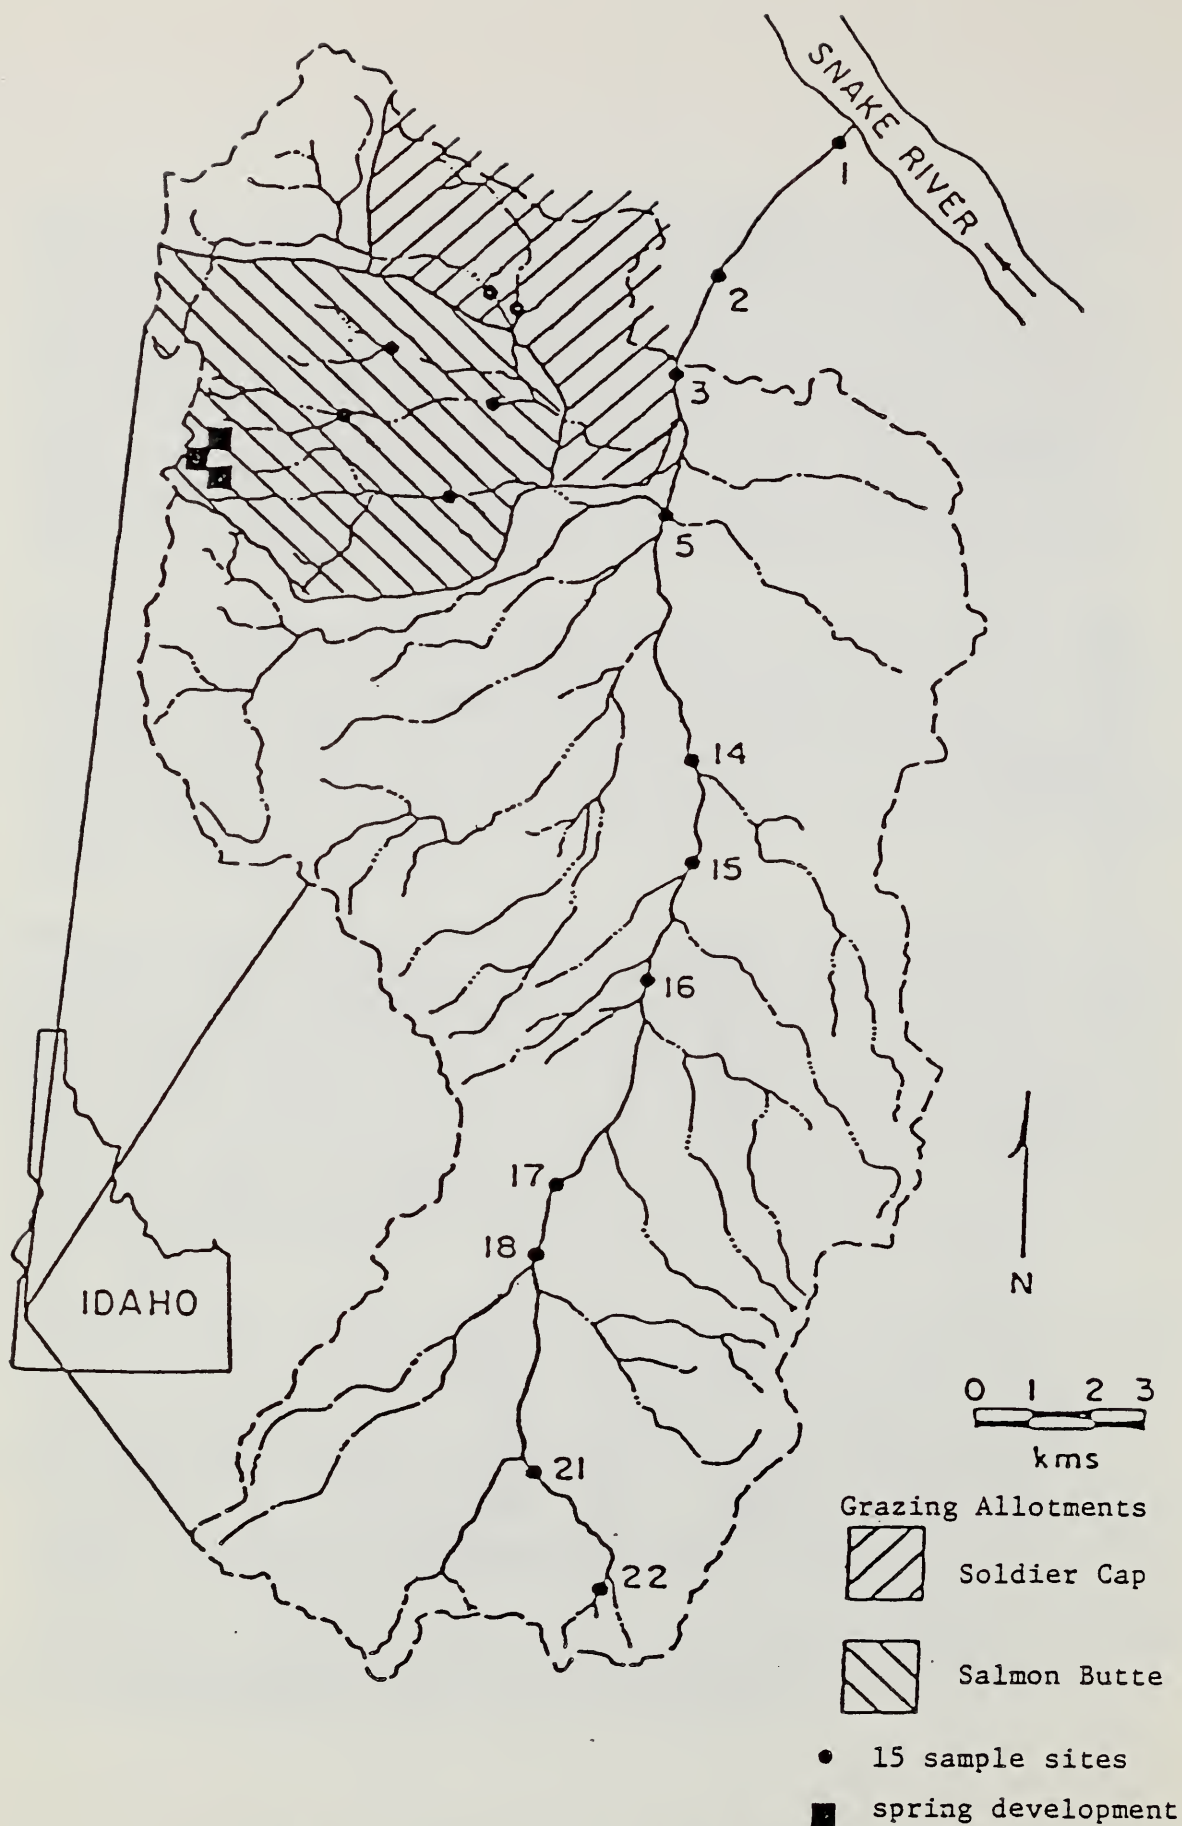 SNAKE RIVER
1
2
3
5
14
15
16
17
18
IDAHO
N
0 1 2 3
kms
21
22
Grazing Allotments
Soldier Cap
Salmon Butte
15 sample sites
spring development